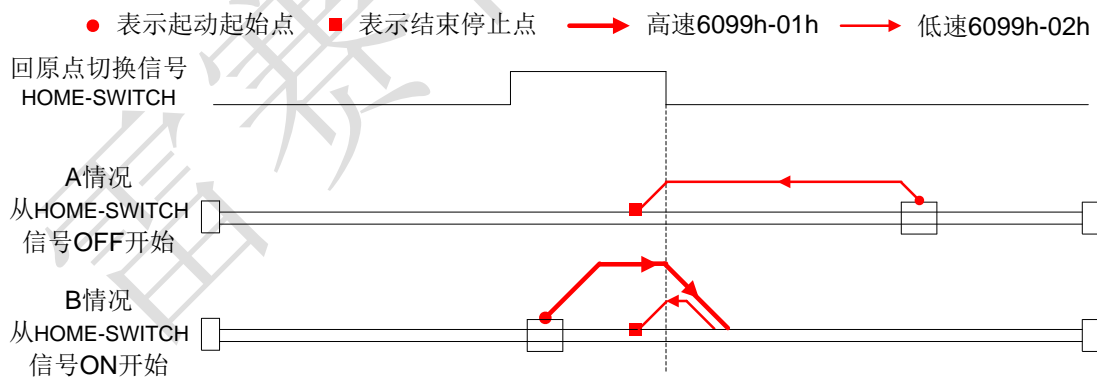 表示起动起始点 表示结束停止点 高速6099h-01h 低速6099h-02h
回原点切换信号
HOME-SWITCH
A情况
从HOME-SWITCH
信号OFF开始
B情况
从HOME-SWITCH
信号ON开始
富赛